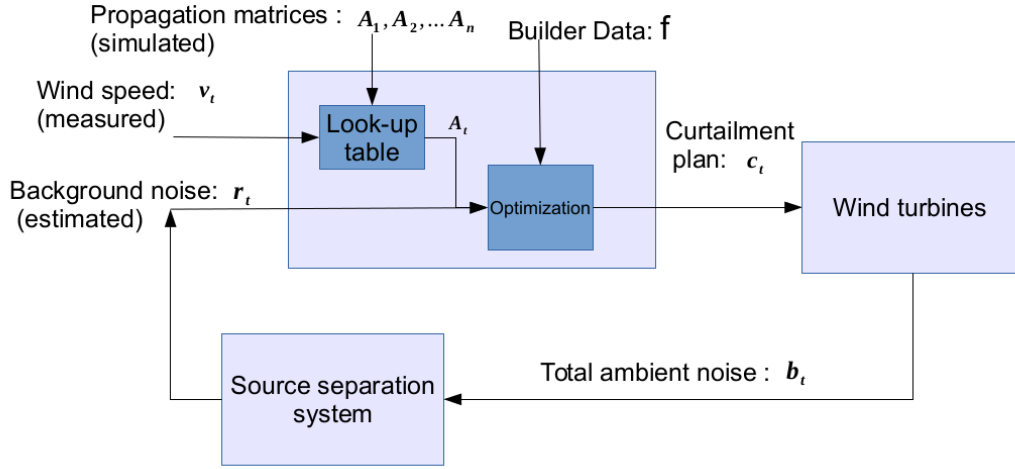 Propagation matrices : A₁, A₂, ... Aₙ
(simulated)
Builder Data: f
Wind speed: vₜ
(measured)
Look-up
table
Aₜ
Curtailment
plan: cₜ
Background noise: rₜ
(estimated)
Optimization
Wind turbines
Source separation
system
Total ambient noise : bₜ